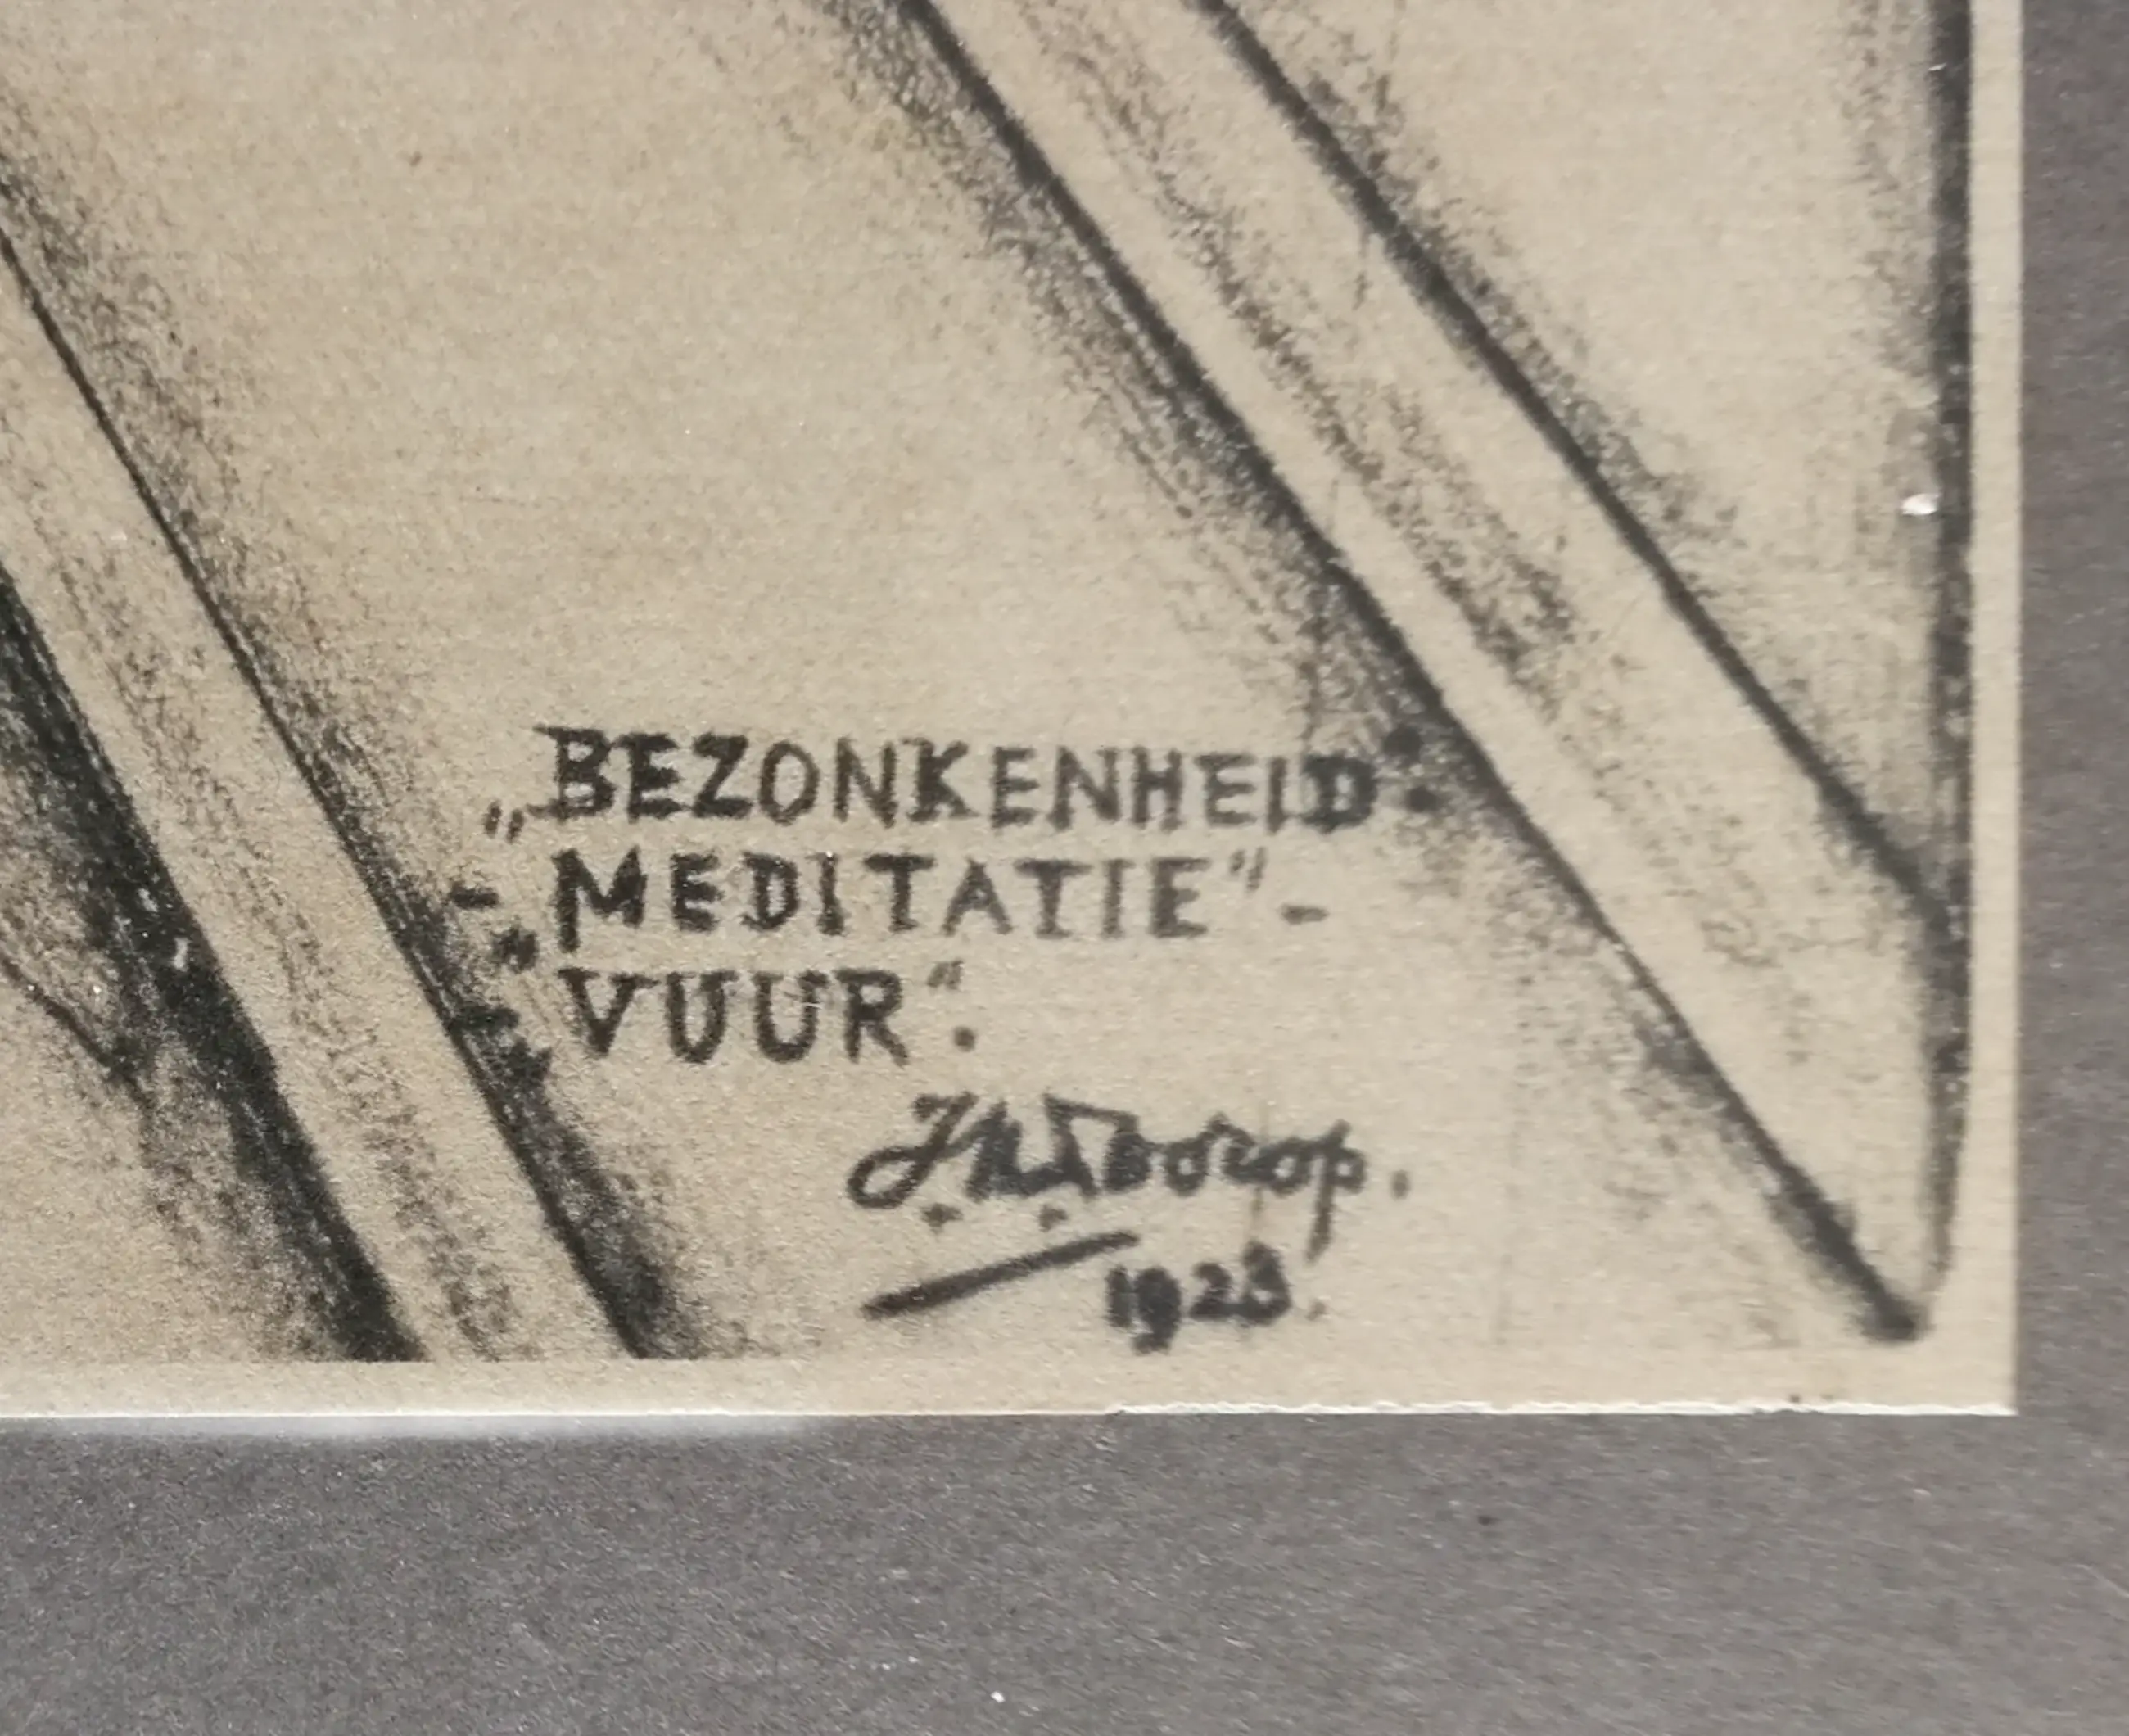 „BEZONKENHEID.
- MEDITATIE" -
- „VUUR".
J.Th.Toorop.
1923.